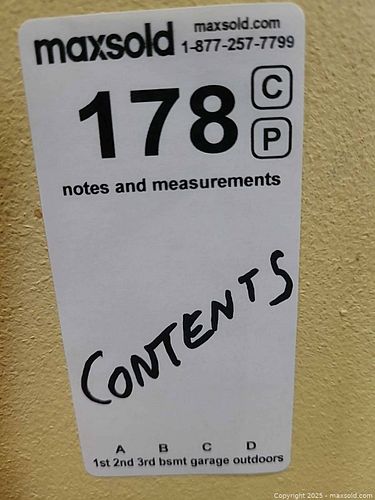 maxsold
maxsold.com
1-877-257-7799
178
C
P
notes and measurements
CONTENTS
A B C D
1st 2nd 3rd bsmt garage outdoors
Copyright 2025 - maxsold.com